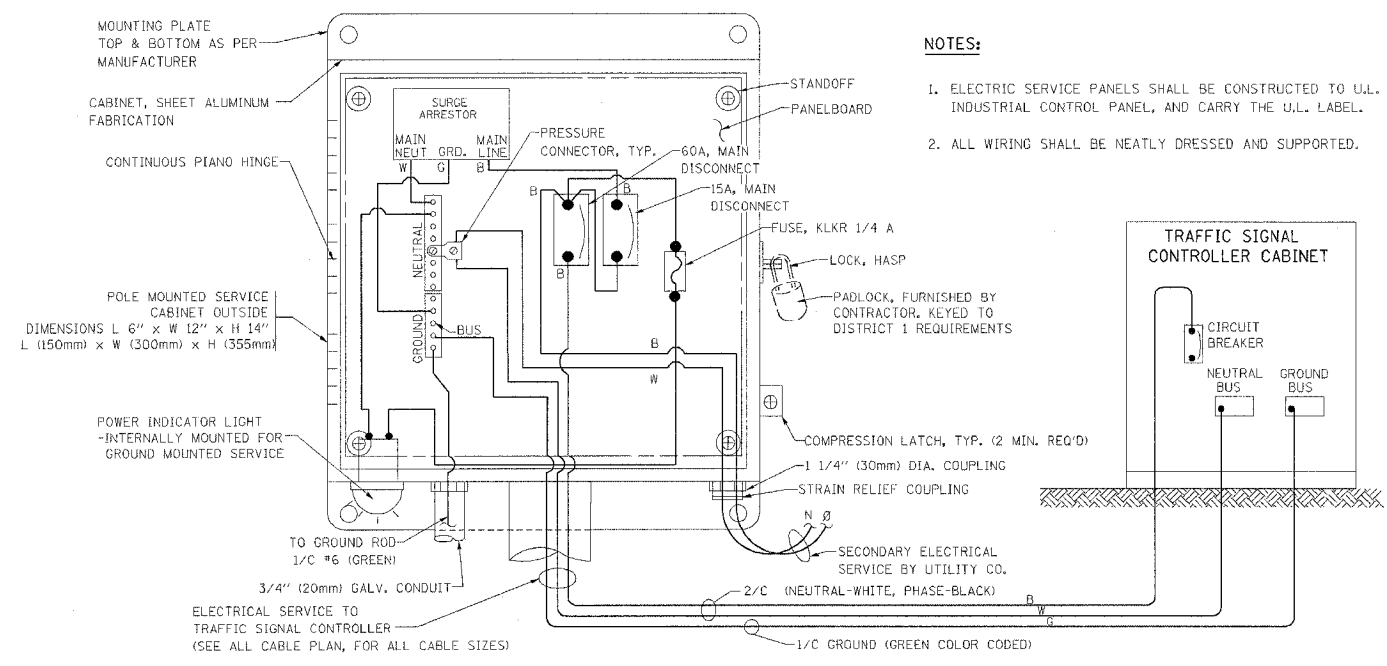 MOUNTING PLATE
TOP & BOTTOM AS PER
MANUFACTURER
CABINET, SHEET ALUMINUM
FABRICATION
CONTINUOUS PIANO HINGE
POLE MOUNTED SERVICE
CABINET OUTSIDE
DIMENSIONS L 6" x W 12" x H 14"
L (150mm) x W (300mm) x H (355mm)
POWER INDICATOR LIGHT
-INTERNALLY MOUNTED FOR
GROUND MOUNTED SERVICE
SURGE
ARRESTOR
MAIN
NEUT
GRD.
MAIN
LINE
W
G
B
NEUTRAL
GROUND
BUS
PRESSURE
CONNECTOR, TYP.
60A, MAIN
DISCONNECT
15A, MAIN
DISCONNECT
B
B
B
B
W
STANDOFF
PANELBOARD
FUSE, KLKR 1/4 A
LOCK, HASP
PADLOCK, FURNISHED BY
CONTRACTOR. KEYED TO
DISTRICT 1 REQUIREMENTS
COMPRESSION LATCH, TYP. (2 MIN. REQ'D)
1 1/4" (30mm) DIA. COUPLING
STRAIN RELIEF COUPLING
N Ø
SECONDARY ELECTRICAL
SERVICE BY UTILITY CO.
TO GROUND ROD
1/C #6 (GREEN)
3/4" (20mm) GALV. CONDUIT
ELECTRICAL SERVICE TO
TRAFFIC SIGNAL CONTROLLER
(SEE ALL CABLE PLAN, FOR ALL CABLE SIZES)
2/C (NEUTRAL-WHITE, PHASE-BLACK)
B
W
G
1/C GROUND (GREEN COLOR CODED)
NOTES:
1. ELECTRIC SERVICE PANELS SHALL BE CONSTRUCTED TO U.L.
INDUSTRIAL CONTROL PANEL, AND CARRY THE U.L. LABEL.
2. ALL WIRING SHALL BE NEATLY DRESSED AND SUPPORTED.
TRAFFIC SIGNAL
CONTROLLER CABINET
CIRCUIT
BREAKER
NEUTRAL
BUS
GROUND
BUS